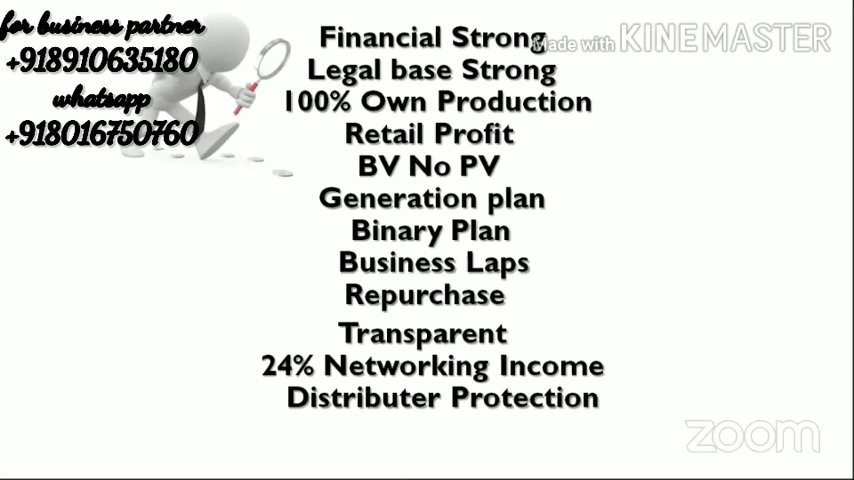 for business partner
+918910635180
whatsapp
+918016750760
Financial Strong
Made with KINEMASTER
Legal base Strong
100% Own Production
Retail Profit
BV No PV
Generation plan
Binary Plan
Business Laps
Repurchase
Transparent
24% Networking Income
Distributer Protection
zoom